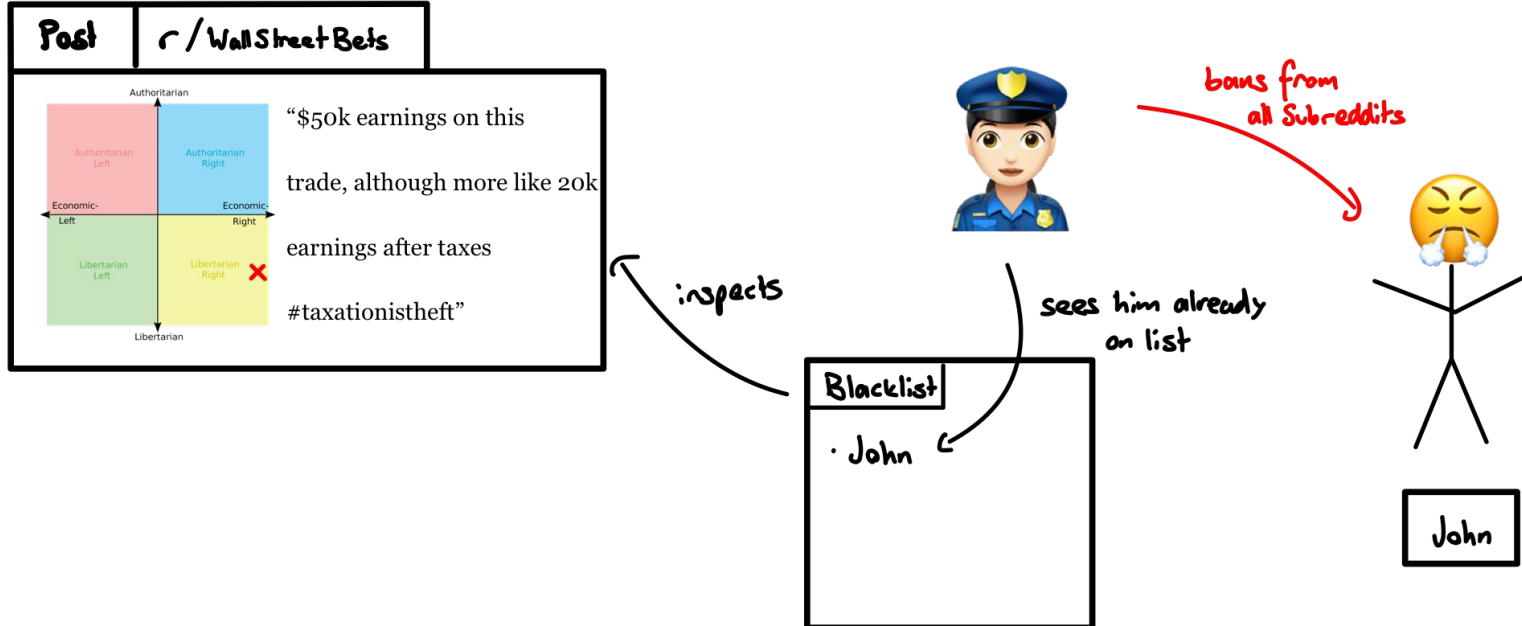 Post
r/WallStreetBets
Authoritarian
Authoritarian
Left
Authoritarian
Right
Economic-
Left
Economic-
Right
Libertarian
Left
Libertarian
Right
Libertarian
“$50k earnings on this
trade, although more like 20k
earnings after taxes
#taxationistheft”
inspects
bans from
all Subreddits
sees him already
on list
Blacklist
· John
John